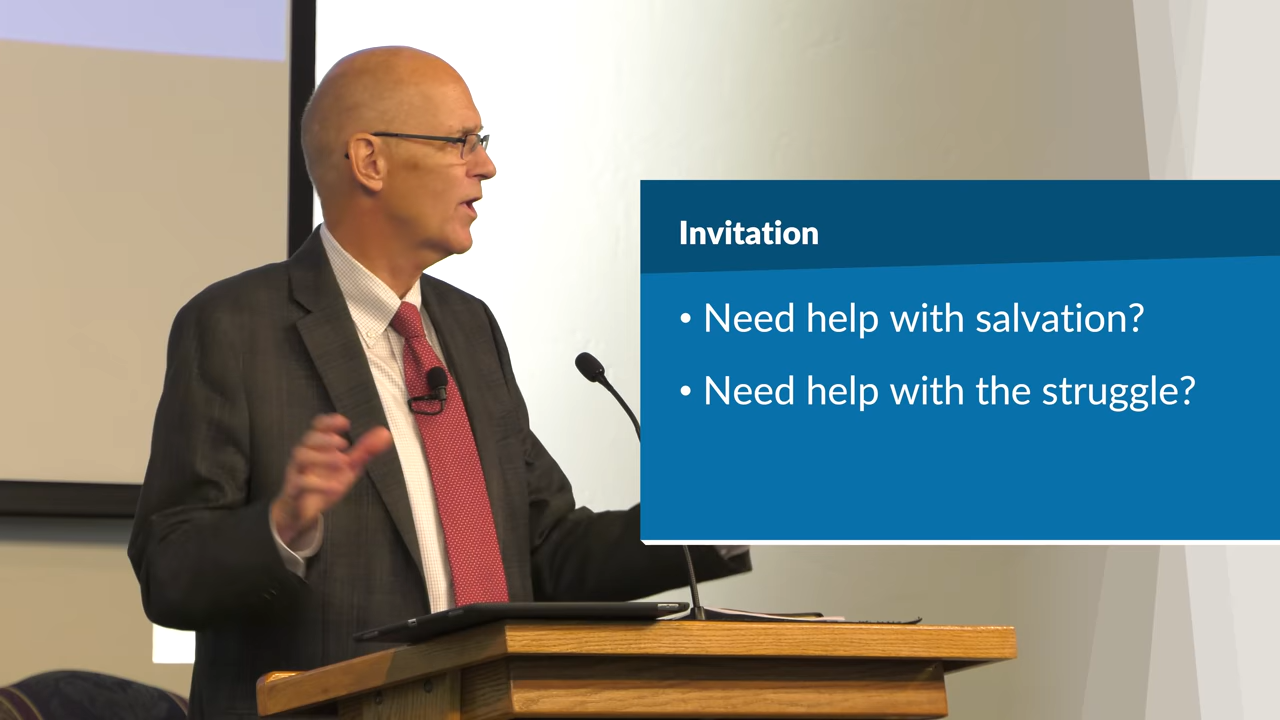 Invitation
• Need help with salvation?
• Need help with the struggle?